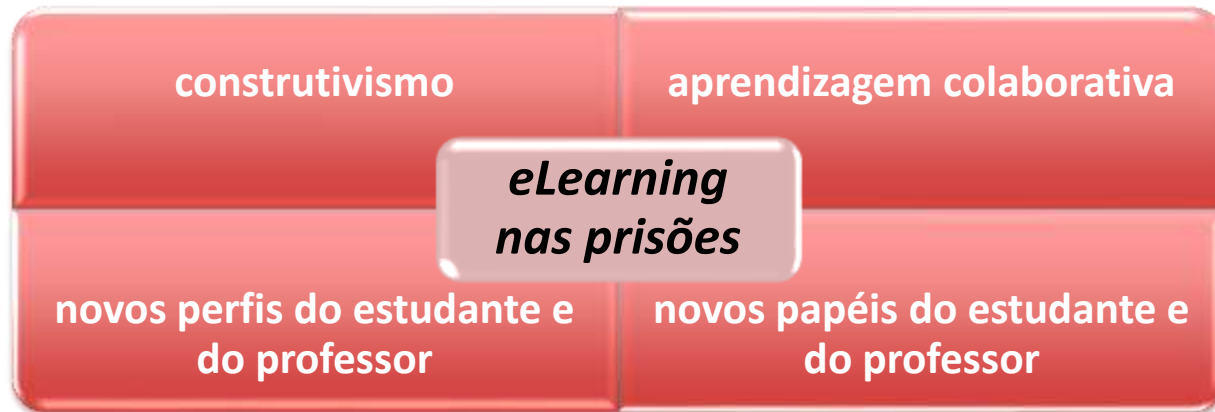 construtivismo
aprendizagem colaborativa
eLearning
nas prisões
novos perfis do estudante e
do professor
novos papéis do estudante e
do professor